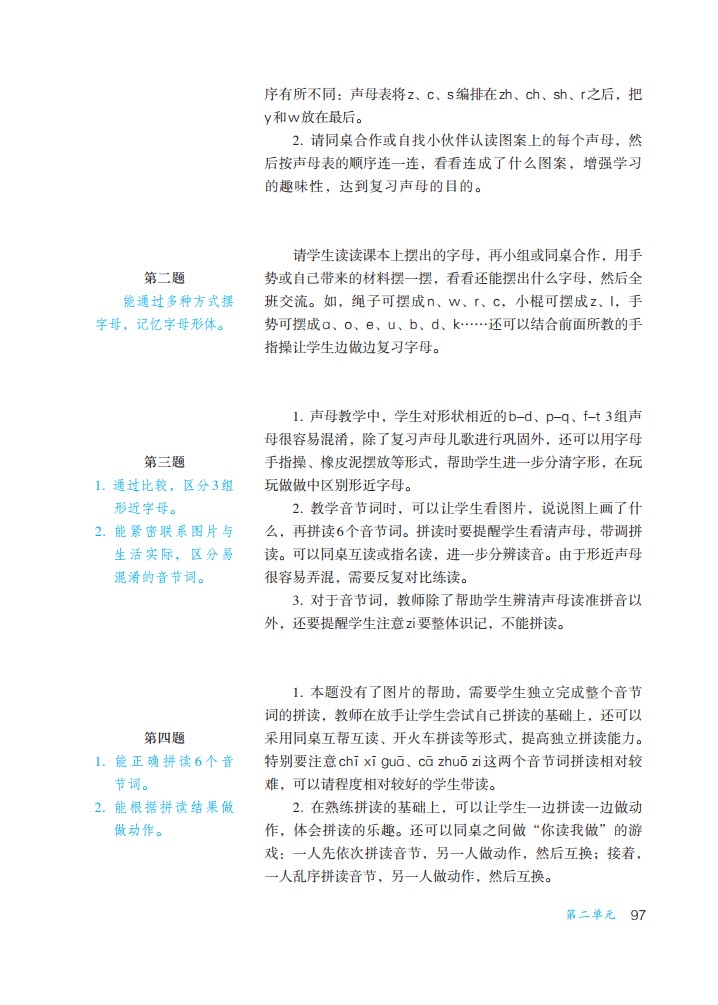 序有所不同：声母表将z、c、s编排在zh、ch、sh、r之后，把
y和w放在最后。
2. 请同桌合作或自找小伙伴认读图案上的每个声母，然
后按声母表的顺序连一连，看看连成了什么图案，增强学习
的趣味性，达到复习声母的目的。
第二题
能通过多种方式摆
字母，记忆字母形体。
请学生读读课本上摆出的字母，再小组或同桌合作，用手
势或自己带来的材料摆一摆，看看还能摆出什么字母，然后全
班交流。如，绳子可摆成n、w、r、c，小棍可摆成z、l，手
势可摆成ɑ、o、e、u、b、d、k……还可以结合前面所教的手
指操让学生边做边复习字母。
第三题
1. 通过比较，区分3组
形近字母。
2. 能紧密联系图片与
生活实际，区分易
混淆的音节词。
1. 声母教学中，学生对形状相近的b–d、p–q、f–t 3组声
母很容易混淆，除了复习声母儿歌进行巩固外，还可以用字母
手指操、橡皮泥摆放等形式，帮助学生进一步分清字形，在玩
玩做做中区别形近字母。
2. 教学音节词时，可以让学生看图片，说说图上画了什
么，再拼读6个音节词。拼读时要提醒学生看清声母，带调拼
读。可以同桌互读或指名读，进一步分辨读音。由于形近声母
很容易弄混，需要反复对比练读。
3. 对于音节词，教师除了帮助学生辨清声母读准拼音以
外，还要提醒学生注意zi要整体识记，不能拼读。
第四题
1. 能正确拼读6个音
节词。
2. 能根据拼读结果做
做动作。
1. 本题没有了图片的帮助，需要学生独立完成整个音节
词的拼读，教师在放手让学生尝试自己拼读的基础上，还可以
采用同桌互帮互读、开火车拼读等形式，提高独立拼读能力。
特别要注意chī xī guā、cā zhuō zi这两个音节词拼读相对较
难，可以请程度相对较好的学生带读。
2. 在熟练拼读的基础上，可以让学生一边拼读一边做动
作，体会拼读的乐趣。还可以同桌之间做“你读我做”的游
戏：一人先依次拼读音节，另一人做动作，然后互换；接着，
一人乱序拼读音节，另一人做动作，然后互换。
第二单元 97